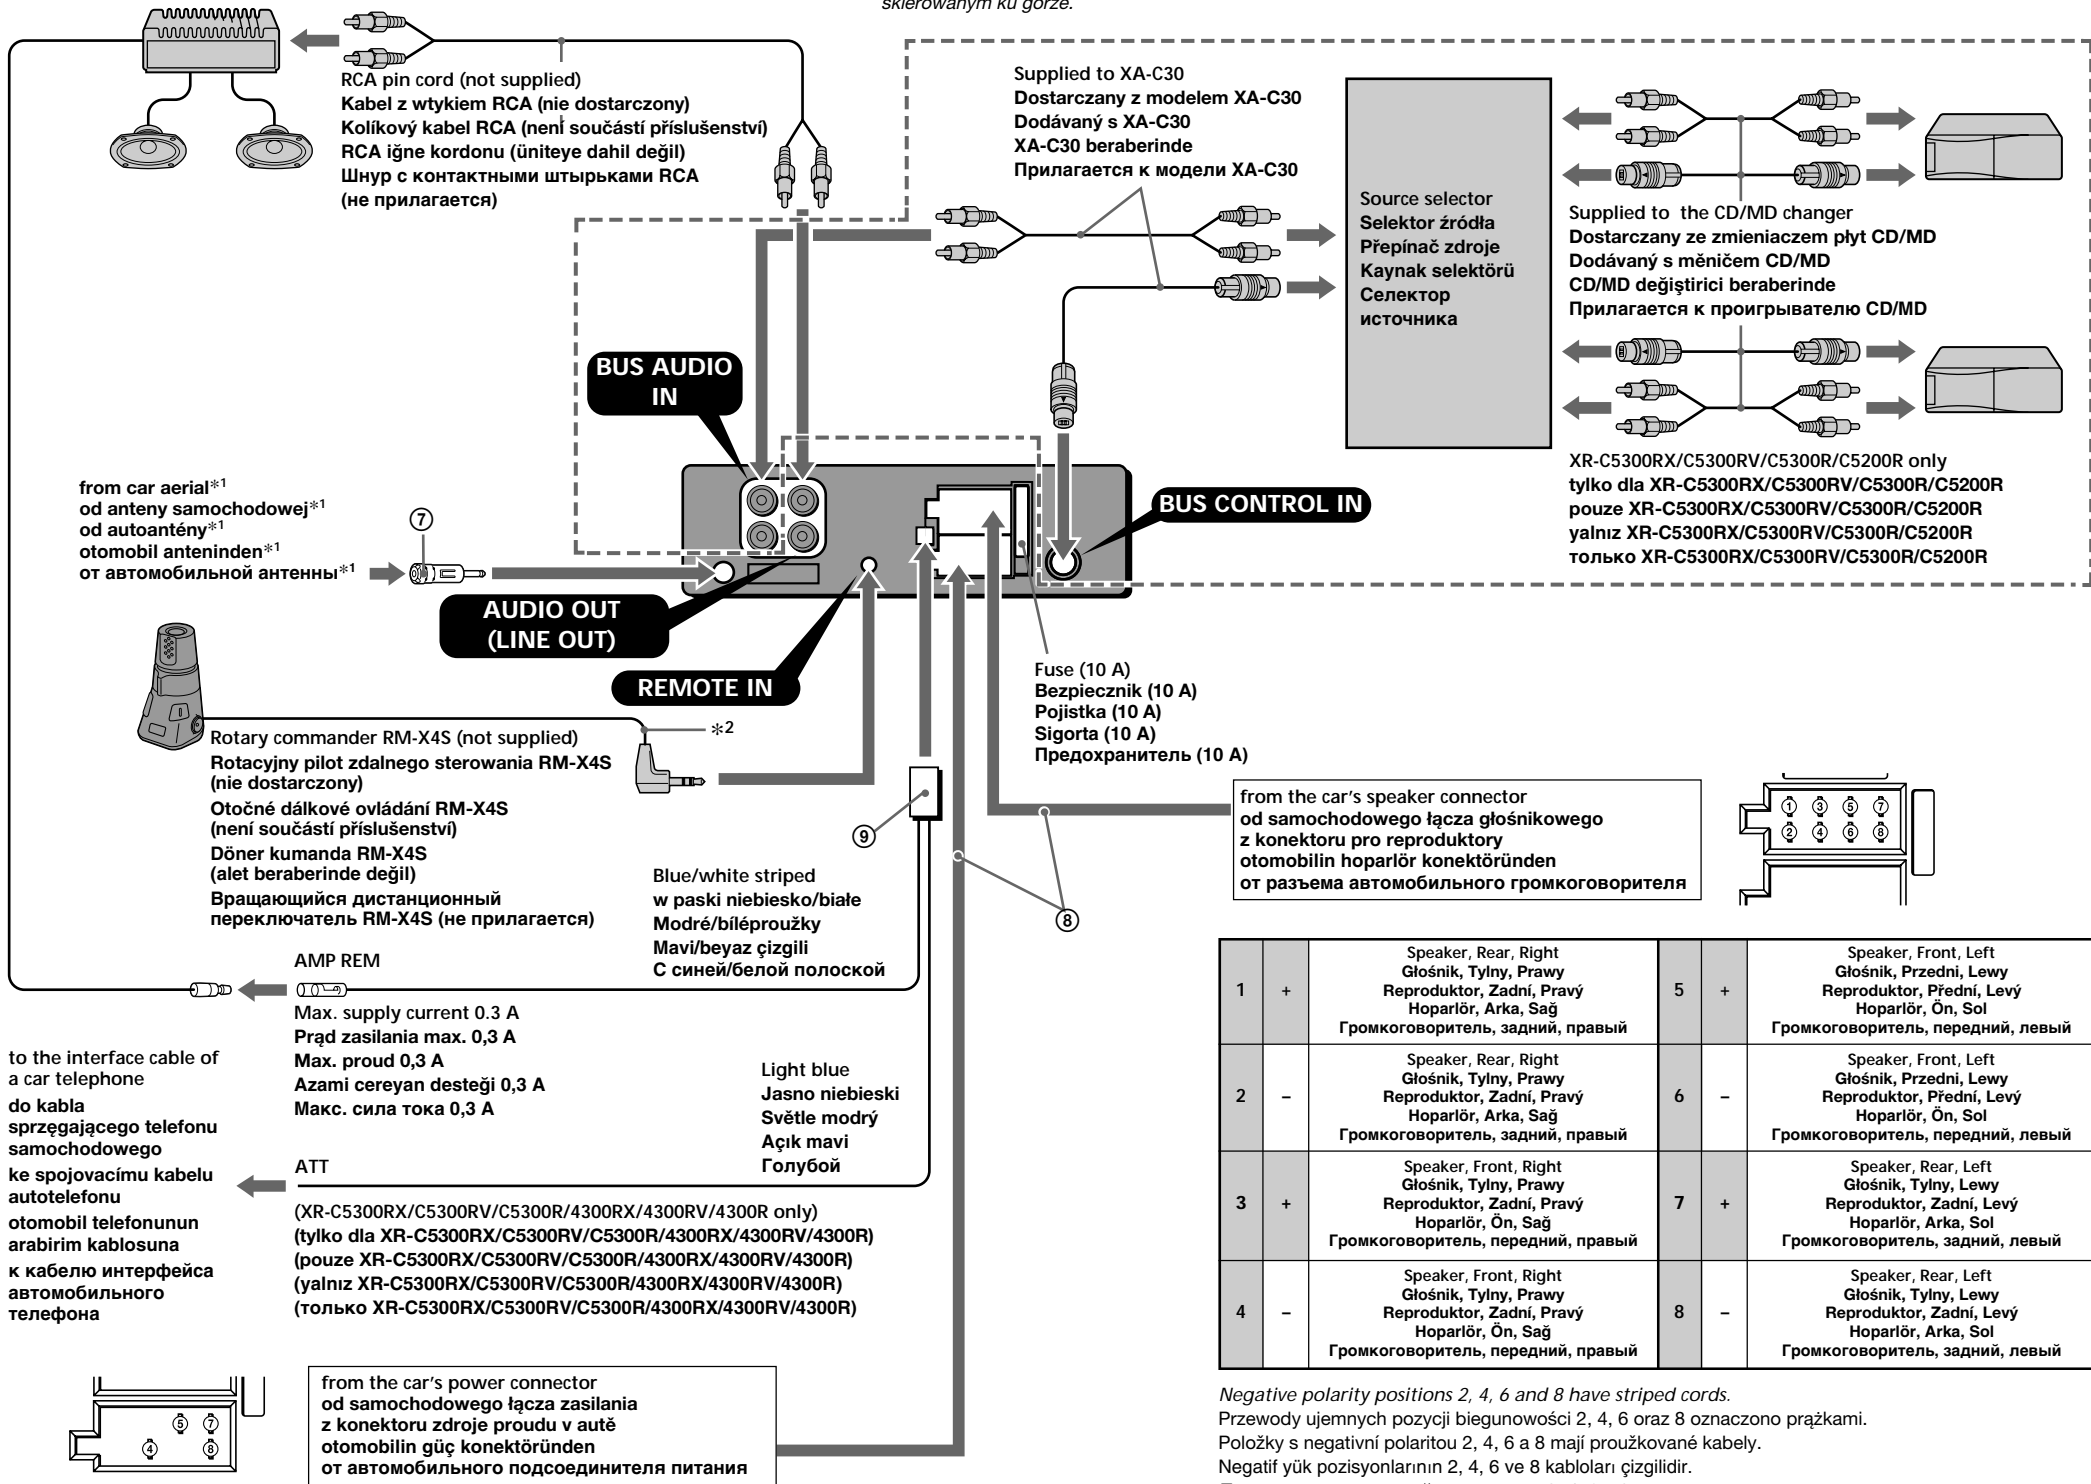 skierowanym ku górze.
RCA pin cord (not supplied)
Kabel z wtykiem RCA (nie dostarczony)
Kolíkový kabel RCA (není součástí příslušenství)
RCA iğne kordonu (üniteye dahil değil)
Шнур с контактными штырьками RCA
(не прилагается)
Supplied to XA-C30
Dostarczany z modelem XA-C30
Dodávaný s XA-C30
XA-C30 beraberinde
Прилагается к модели XA-C30
Source selector
Selektor źródła
Přepínač zdroje
Kaynak selektörü
Селектор
источника
Supplied to the CD/MD changer
Dostarczany ze zmieniaczem płyt CD/MD
Dodávaný s měničem CD/MD
CD/MD değiştirici beraberinde
Прилагается к проигрывателю CD/MD
XR-C5300RX/C5300RV/C5300R/C5200R only
tylko dla XR-C5300RX/C5300RV/C5300R/C5200R
pouze XR-C5300RX/C5300RV/C5300R/C5200R
yalnız XR-C5300RX/C5300RV/C5300R/C5200R
только XR-C5300RX/C5300RV/C5300R/C5200R
BUS AUDIO
IN
BUS CONTROL IN
from car aerial*1
od anteny samochodowej*1
od autoantény*1
otomobil anteninden*1
от автомобильной антенны*1
⑦
AUDIO OUT
(LINE OUT)
REMOTE IN
Fuse (10 A)
Bezpiecznik (10 A)
Pojistka (10 A)
Sigorta (10 A)
Предохранитель (10 A)
*2
Rotary commander RM-X4S (not supplied)
Rotacyjny pilot zdalnego sterowania RM-X4S
(nie dostarczony)
Otočné dálkové ovládání RM-X4S
(není součástí příslušenství)
Döner kumanda RM-X4S
(alet beraberinde değil)
Вращающийся дистанционный
переключатель RM-X4S (не прилагается)
⑨
⑧
from the car's speaker connector
od samochodowego łącza głośnikowego
z konektoru pro reproduktory
otomobilin hoparlör konektöründen
от разъема автомобильного громкоговорителя
① ③ ⑤ ⑦
② ④ ⑥ ⑧
Blue/white striped
w paski niebiesko/białe
Modré/bíléproužky
Mavi/beyaz çizgili
С синей/белой полоской
AMP REM
Max. supply current 0.3 A
Prąd zasilania max. 0,3 A
Max. proud 0,3 A
Azami cereyan desteği 0,3 A
Макс. сила тока 0,3 A
Light blue
Jasno niebieski
Světle modrý
Açık mavi
Голубой
to the interface cable of
a car telephone
do kabla
sprzęgającego telefonu
samochodowego
ke spojovacímu kabelu
autotelefonu
otomobil telefonunun
arabirim kablosuna
к кабелю интерфейса
автомобильного
телефона
ATT
(XR-C5300RX/C5300RV/C5300R/4300RX/4300RV/4300R only)
(tylko dla XR-C5300RX/C5300RV/C5300R/4300RX/4300RV/4300R)
(pouze XR-C5300RX/C5300RV/C5300R/4300RX/4300RV/4300R)
(yalnız XR-C5300RX/C5300RV/C5300R/4300RX/4300RV/4300R)
(только XR-C5300RX/C5300RV/C5300R/4300RX/4300RV/4300R)
1 +
Speaker, Rear, Right
Głośnik, Tylny, Prawy
Reproduktor, Zadní, Pravý
Hoparlör, Arka, Sağ
Громкоговоритель, задний, правый
5 +
Speaker, Front, Left
Głośnik, Przedni, Lewy
Reproduktor, Přední, Levý
Hoparlör, Ön, Sol
Громкоговоритель, передний, левый
2 –
Speaker, Rear, Right
Głośnik, Tylny, Prawy
Reproduktor, Zadní, Pravý
Hoparlör, Arka, Sağ
Громкоговоритель, задний, правый
6 –
Speaker, Front, Left
Głośnik, Przedni, Lewy
Reproduktor, Přední, Levý
Hoparlör, Ön, Sol
Громкоговоритель, передний, левый
3 +
Speaker, Front, Right
Głośnik, Tylny, Prawy
Reproduktor, Zadní, Pravý
Hoparlör, Ön, Sağ
Громкоговоритель, передний, правый
7 +
Speaker, Rear, Left
Głośnik, Tylny, Lewy
Reproduktor, Zadní, Levý
Hoparlör, Arka, Sol
Громкоговоритель, задний, левый
4 –
Speaker, Front, Right
Głośnik, Tylny, Prawy
Reproduktor, Zadní, Pravý
Hoparlör, Ön, Sağ
Громкоговоритель, передний, правый
8 –
Speaker, Rear, Left
Głośnik, Tylny, Lewy
Reproduktor, Zadní, Levý
Hoparlör, Arka, Sol
Громкоговоритель, задний, левый
Negative polarity positions 2, 4, 6 and 8 have striped cords.
Przewody ujemnych pozycji biegunowości 2, 4, 6 oraz 8 oznaczono prążkami.
Položky s negativní polaritou 2, 4, 6 a 8 mají proužkované kabely.
Negatif yük pozisyonlarının 2, 4, 6 ve 8 kabloları çizgilidir.
⑤ ⑦
④ ⑧
from the car's power connector
od samochodowego łącza zasilania
z konektoru zdroje proudu v autě
otomobilin güç konektöründen
от автомобильного подсоединителя питания